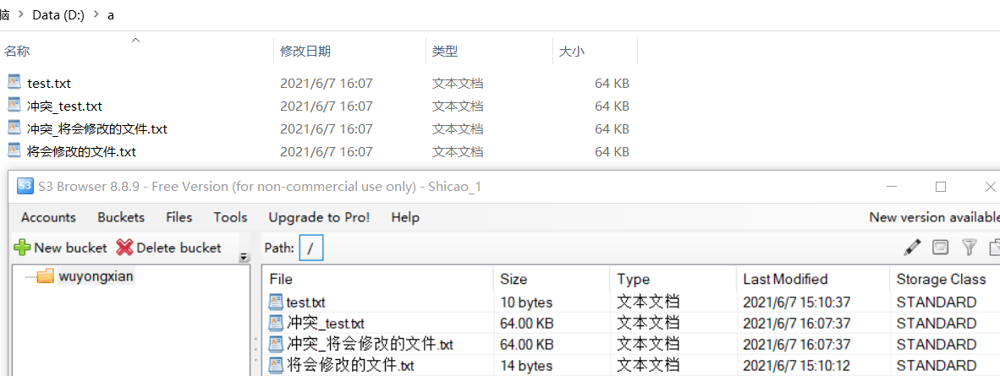 脑 > Data (D:) > a
名称 修改日期 类型 大小
test.txt 2021/6/7 16:07 文本文档 64 KB
冲突_test.txt 2021/6/7 16:07 文本文档 64 KB
冲突_将会修改的文件.txt 2021/6/7 16:07 文本文档 64 KB
将会修改的文件.txt 2021/6/7 16:07 文本文档 64 KB
S3 S3 Browser 8.8.9 - Free Version (for non-commercial use only) - Shicao_1
Accounts Buckets Files Tools Upgrade to Pro! Help New version available
New bucket Delete bucket Path: /
wuyongxian
File Size Type Last Modified Storage Class
test.txt 10 bytes 文本文档 2021/6/7 15:10:37 STANDARD
冲突_test.txt 64.00 KB 文本文档 2021/6/7 16:07:37 STANDARD
冲突_将会修改的文件.txt 64.00 KB 文本文档 2021/6/7 16:07:37 STANDARD
将会修改的文件.txt 14 bytes 文本文档 2021/6/7 15:10:12 STANDARD